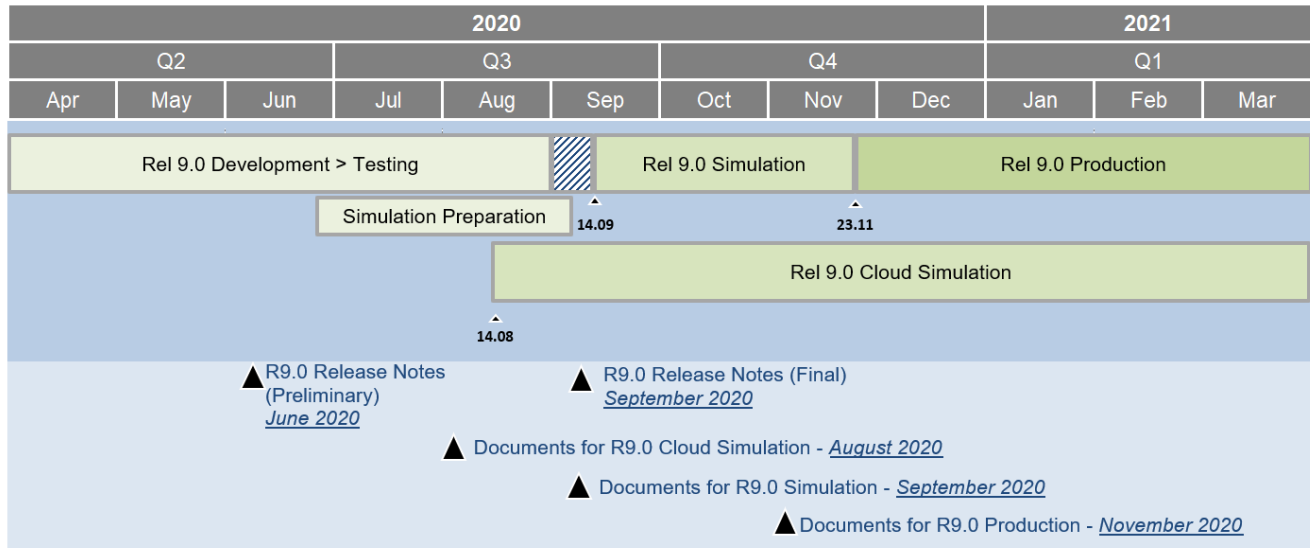 2020 2021
Q2 Q3 Q4 Q1
Apr May Jun Jul Aug Sep Oct Nov Dec Jan Feb Mar
Rel 9.0 Development > Testing Rel 9.0 Simulation Rel 9.0 Production
Simulation Preparation
14.09 23.11
Rel 9.0 Cloud Simulation
14.08
R9.0 Release Notes
(Preliminary)
June 2020
R9.0 Release Notes (Final)
September 2020
Documents for R9.0 Cloud Simulation - August 2020
Documents for R9.0 Simulation - September 2020
Documents for R9.0 Production - November 2020